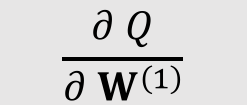 ∂ Q
∂ W(1)